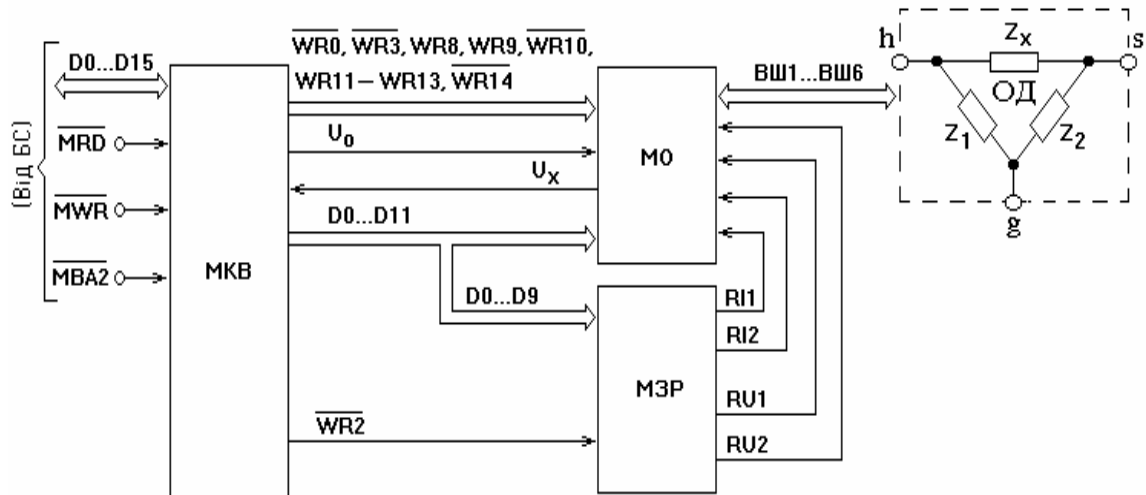 WR0, WR3, WR8, WR9, WR10,
WR11–WR13, WR14
D0...D15
MRD
MWR
MBA2
(Від БС)
МКВ
U₀
Uₓ
D0...D11
D0...D9
WR2
МО
МЗР
RI1
RI2
RU1
RU2
ВШ1...ВШ6
h
Zₓ
s
ОД
Z₁
Z₂
g